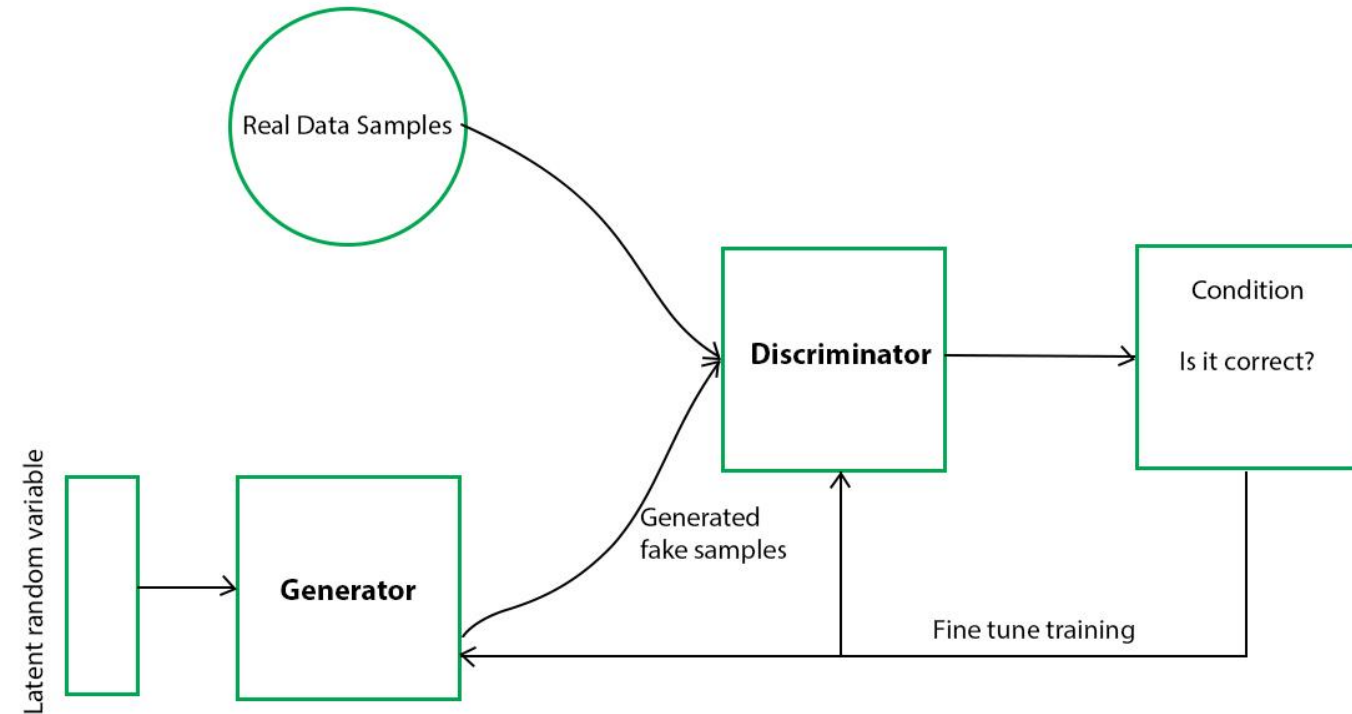 Real Data Samples
Discriminator
Condition
Is it correct?
Latent random variable
Generator
Generated
fake samples
Fine tune training